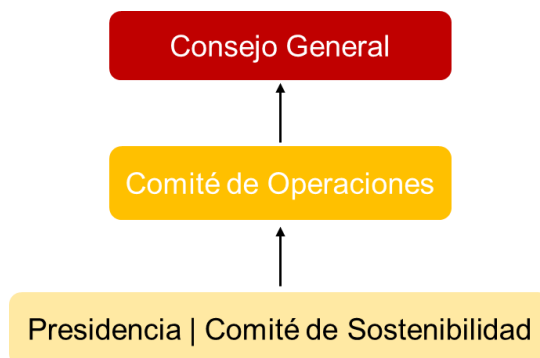 Consejo General
Comité de Operaciones
Presidencia | Comité de Sostenibilidad